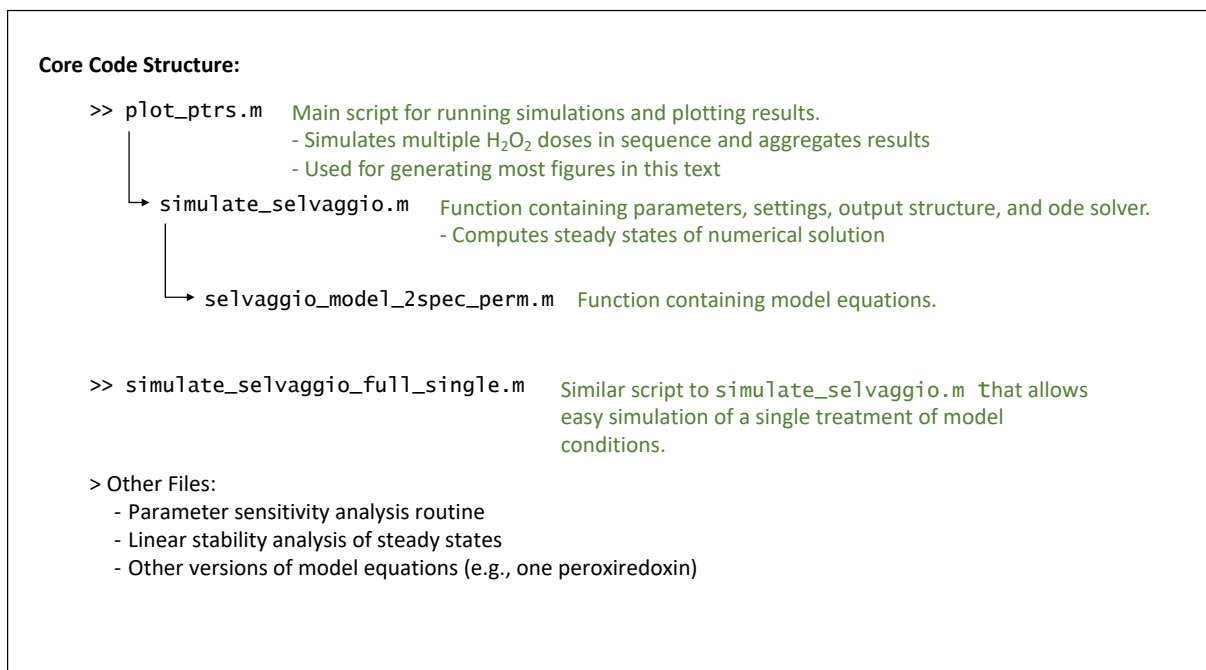 Core Code Structure:
>> plot_ptrs.m Main script for running simulations and plotting results.
- Simulates multiple H₂O₂ doses in sequence and aggregates results
- Used for generating most figures in this text
simulate_selvaggio.m Function containing parameters, settings, output structure, and ode solver.
- Computes steady states of numerical solution
selvaggio_model_2spec_perm.m Function containing model equations.
>> simulate_selvaggio_full_single.m Similar script to simulate_selvaggio.m that allows
easy simulation of a single treatment of model
conditions.
> Other Files:
- Parameter sensitivity analysis routine
- Linear stability analysis of steady states
- Other versions of model equations (e.g., one peroxiredoxin)